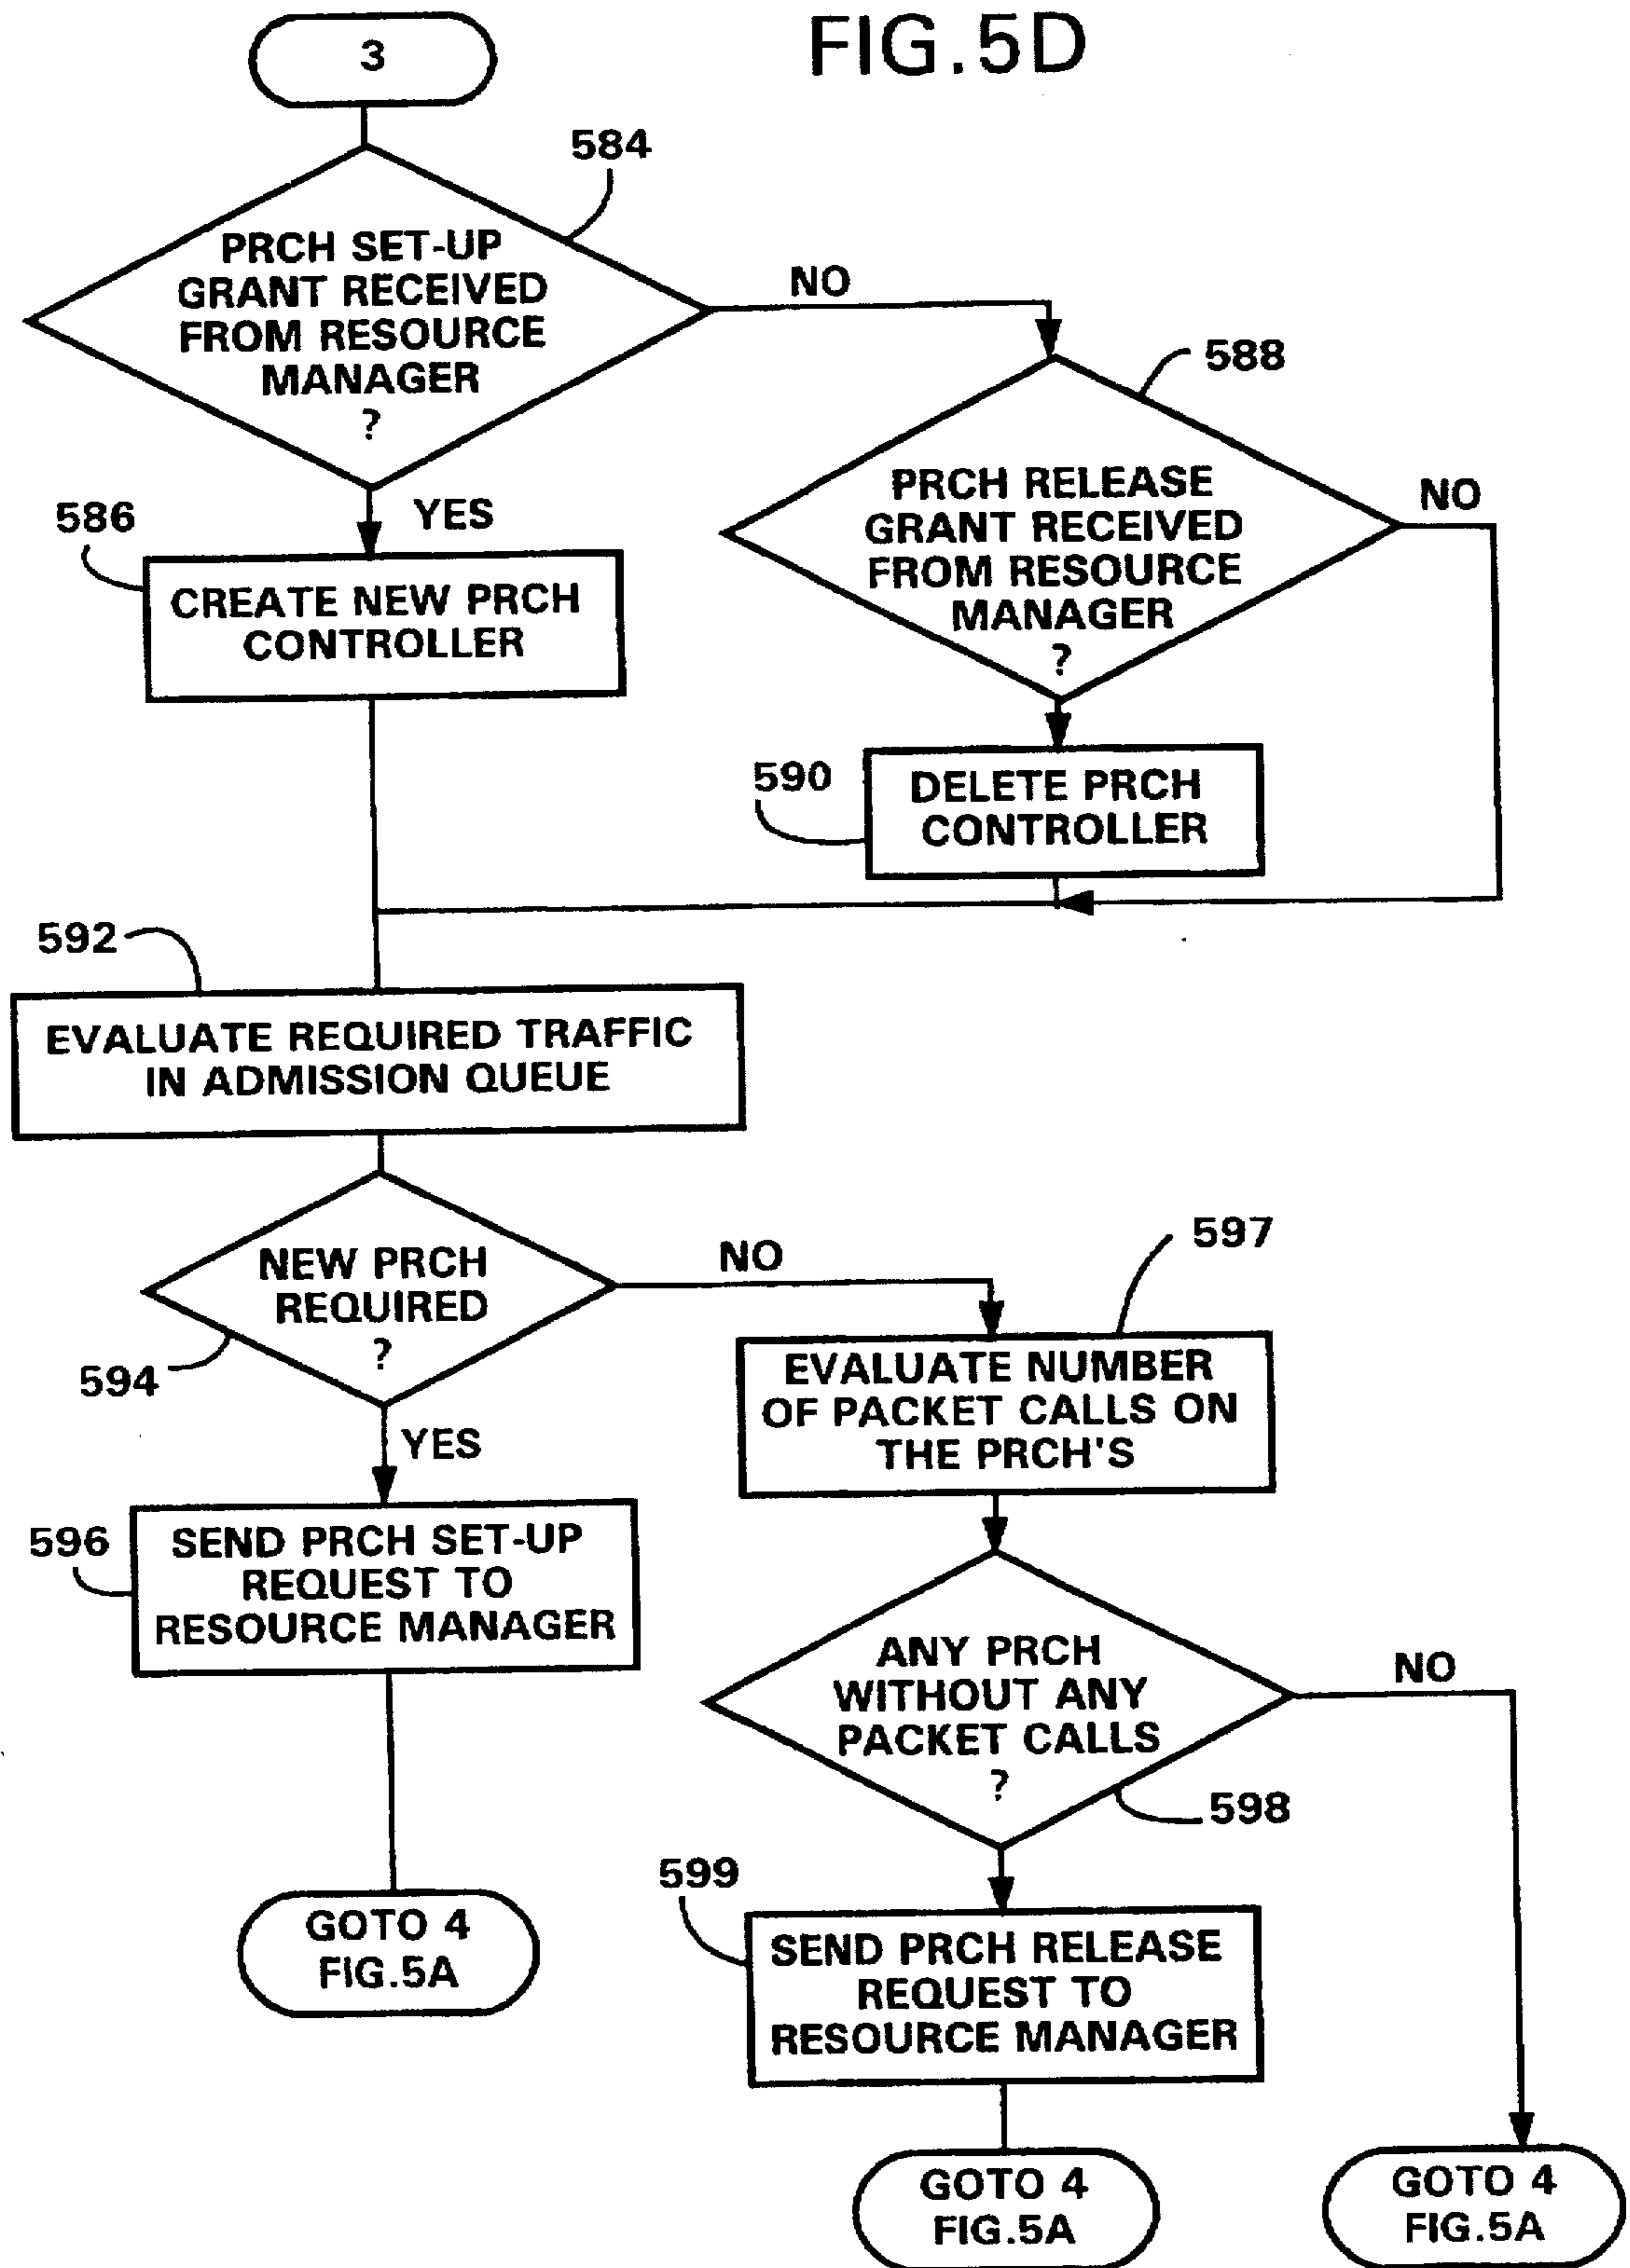 FIG.5D
3
584
PRCH SET-UP
GRANT RECEIVED
FROM RESOURCE
MANAGER
?
NO
YES
586
CREATE NEW PRCH
CONTROLLER
588
PRCH RELEASE
GRANT RECEIVED
FROM RESOURCE
MANAGER
?
NO
590
DELETE PRCH
CONTROLLER
592
EVALUATE REQUIRED TRAFFIC
IN ADMISSION QUEUE
NEW PRCH
REQUIRED
?
594
NO
YES
596
SEND PRCH SET-UP
REQUEST TO
RESOURCE MANAGER
GOTO 4
FIG.5A
597
EVALUATE NUMBER
OF PACKET CALLS ON
THE PRCH'S
ANY PRCH
WITHOUT ANY
PACKET CALLS
?
598
NO
599
SEND PRCH RELEASE
REQUEST TO
RESOURCE MANAGER
GOTO 4
FIG.5A
GOTO 4
FIG.5A